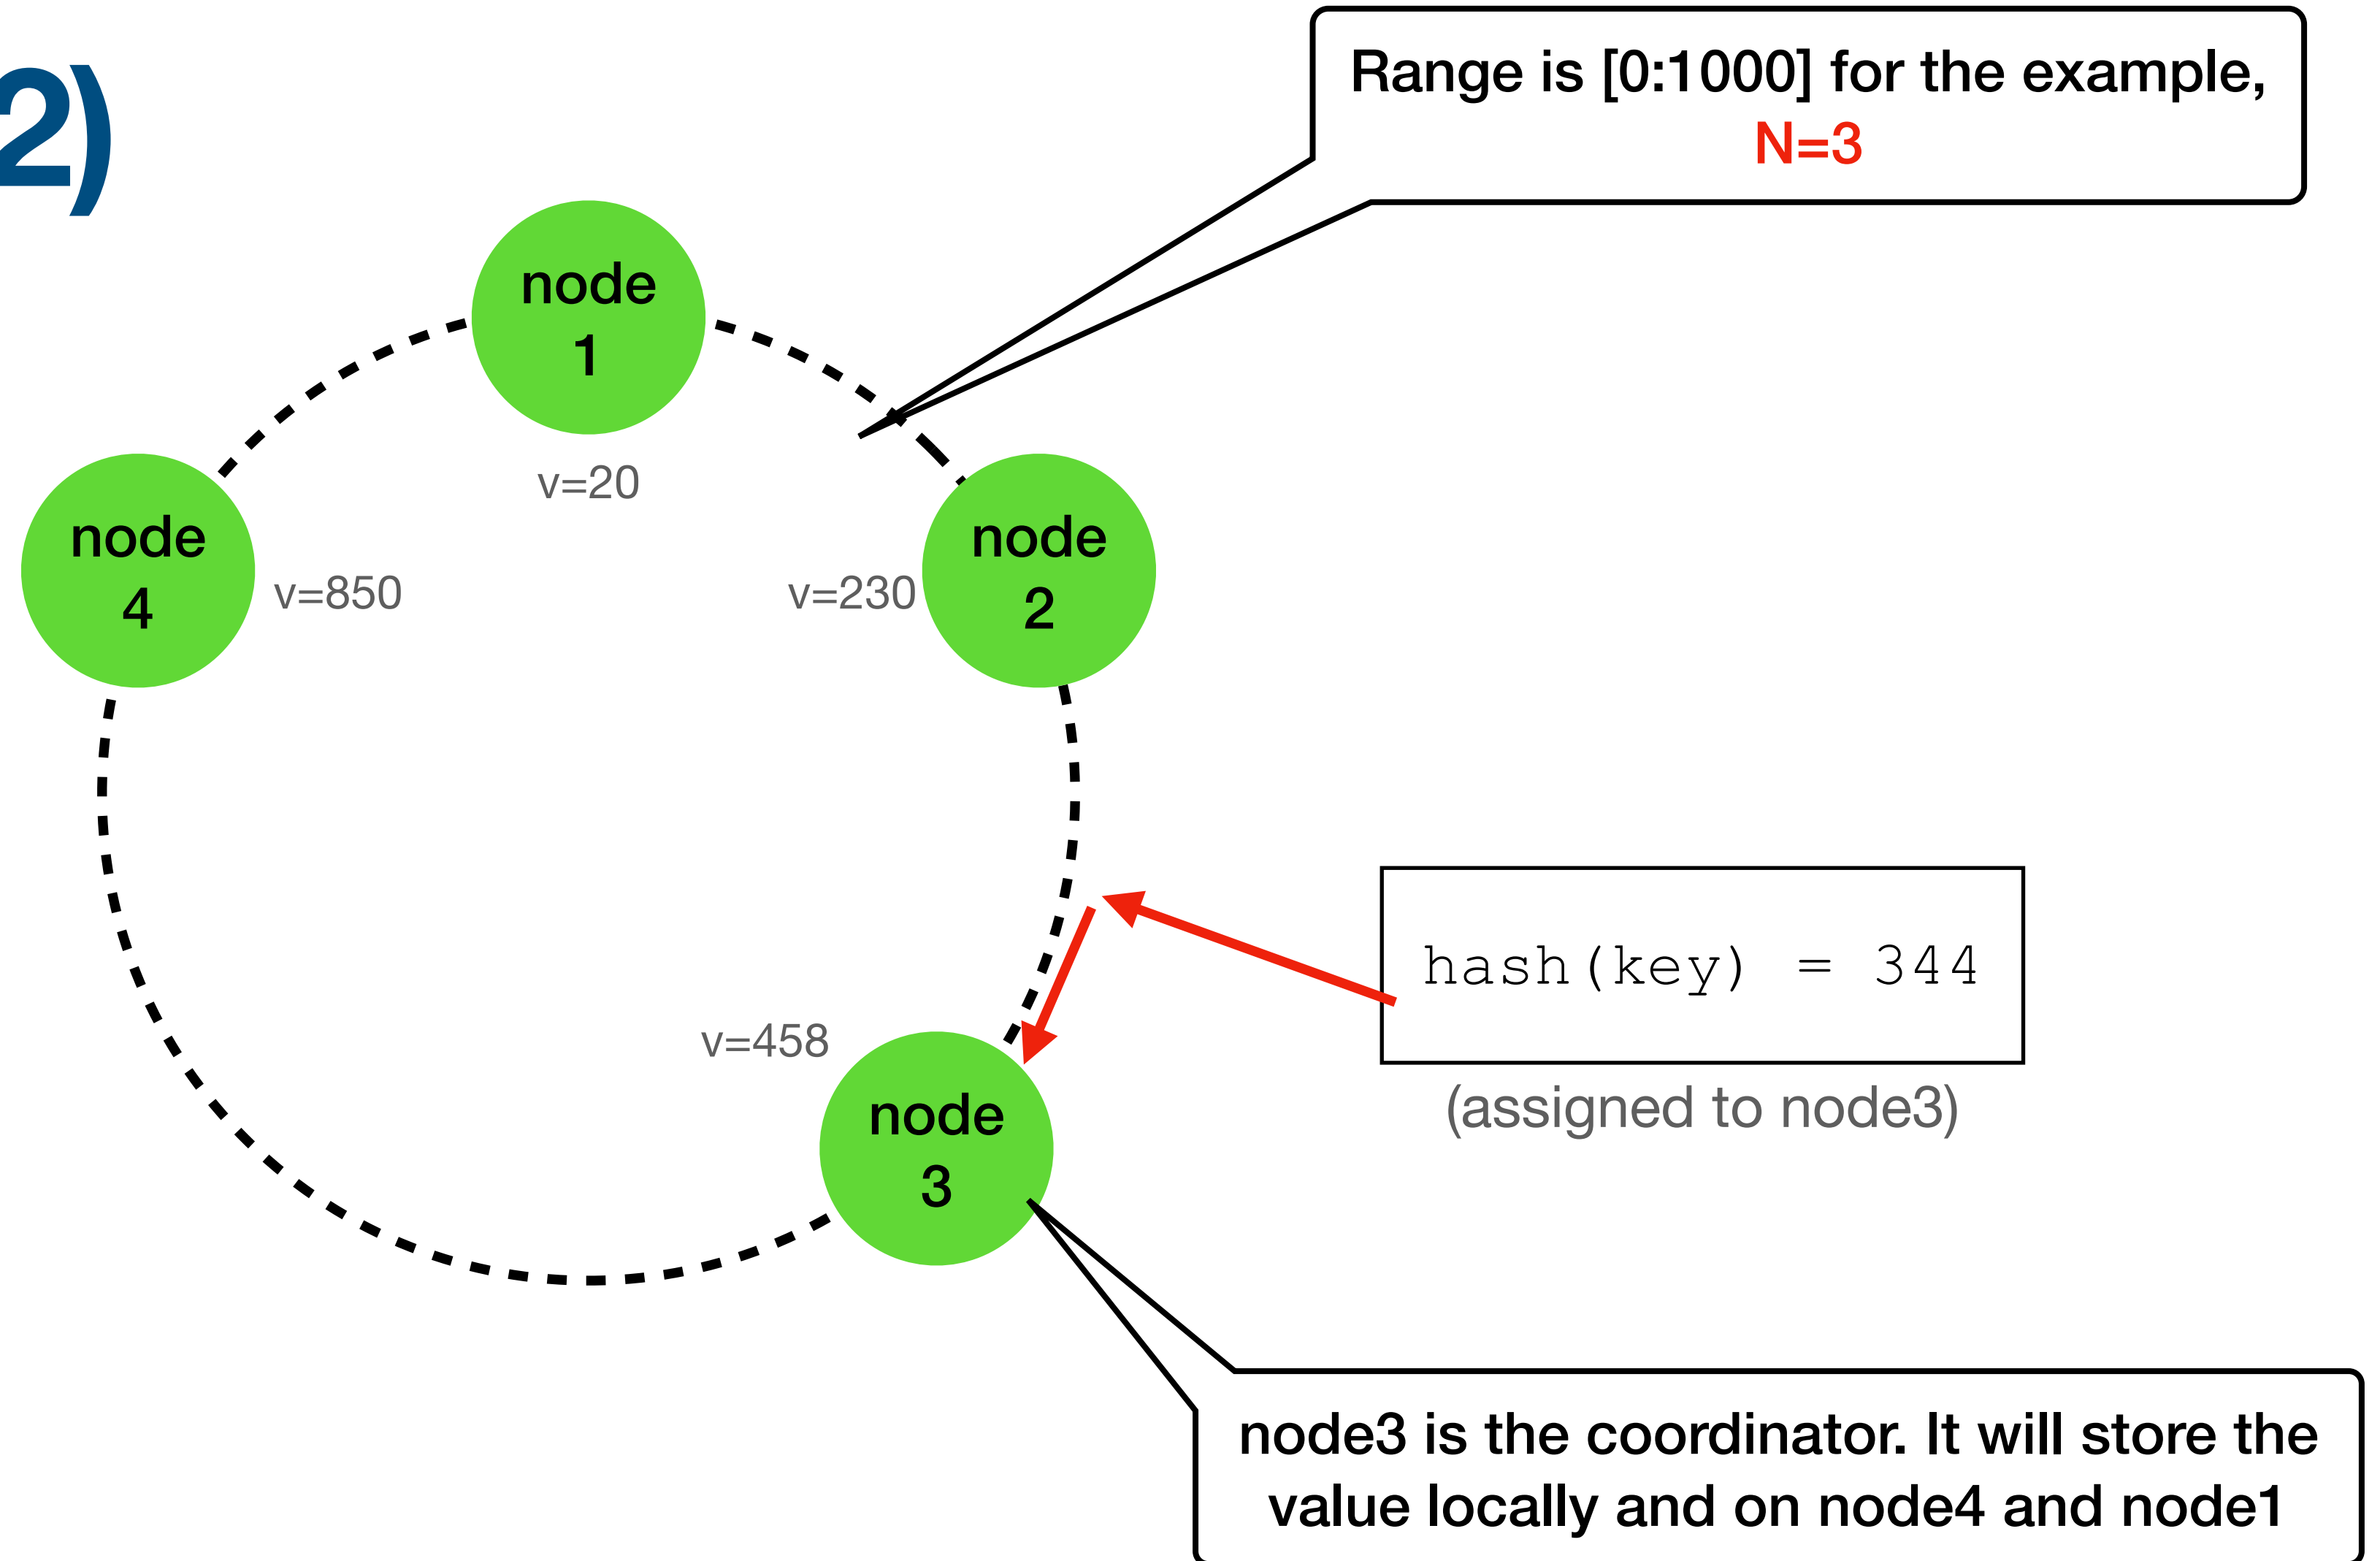 2)
Range is [0:1000] for the example,
N=3
node
1
v=20
node
4
v=850
v=230
node
2
hash(key) = 344
(assigned to node3)
v=458
node
3
node3 is the coordinator. It will store the
value locally and on node4 and node1